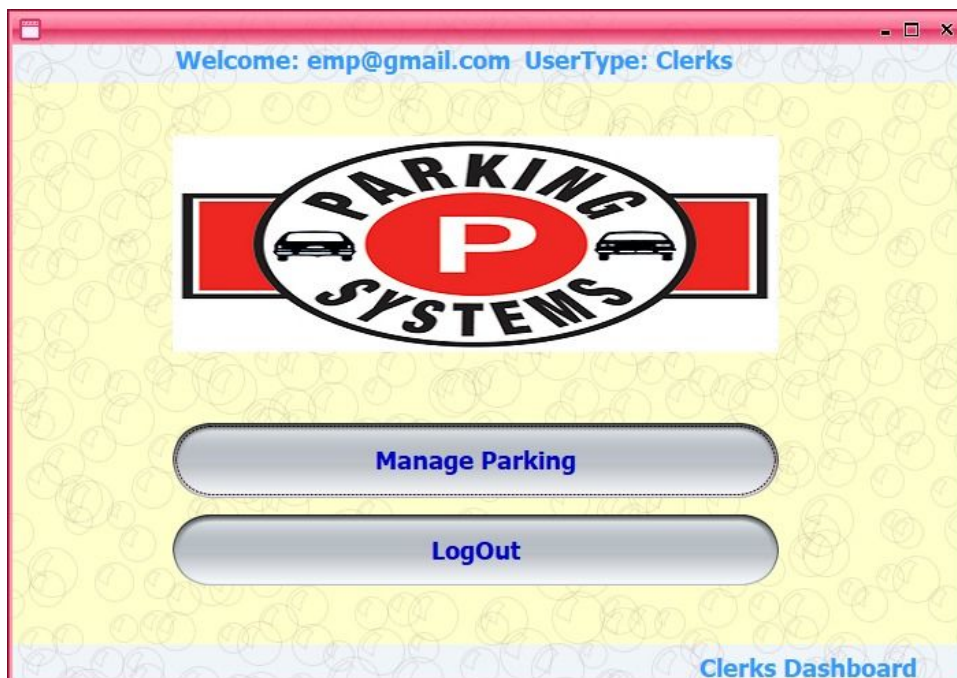 Welcome: emp@gmail.com UserType: Clerks
PARKING
P
SYSTEMS
Manage Parking
LogOut
Clerks Dashboard